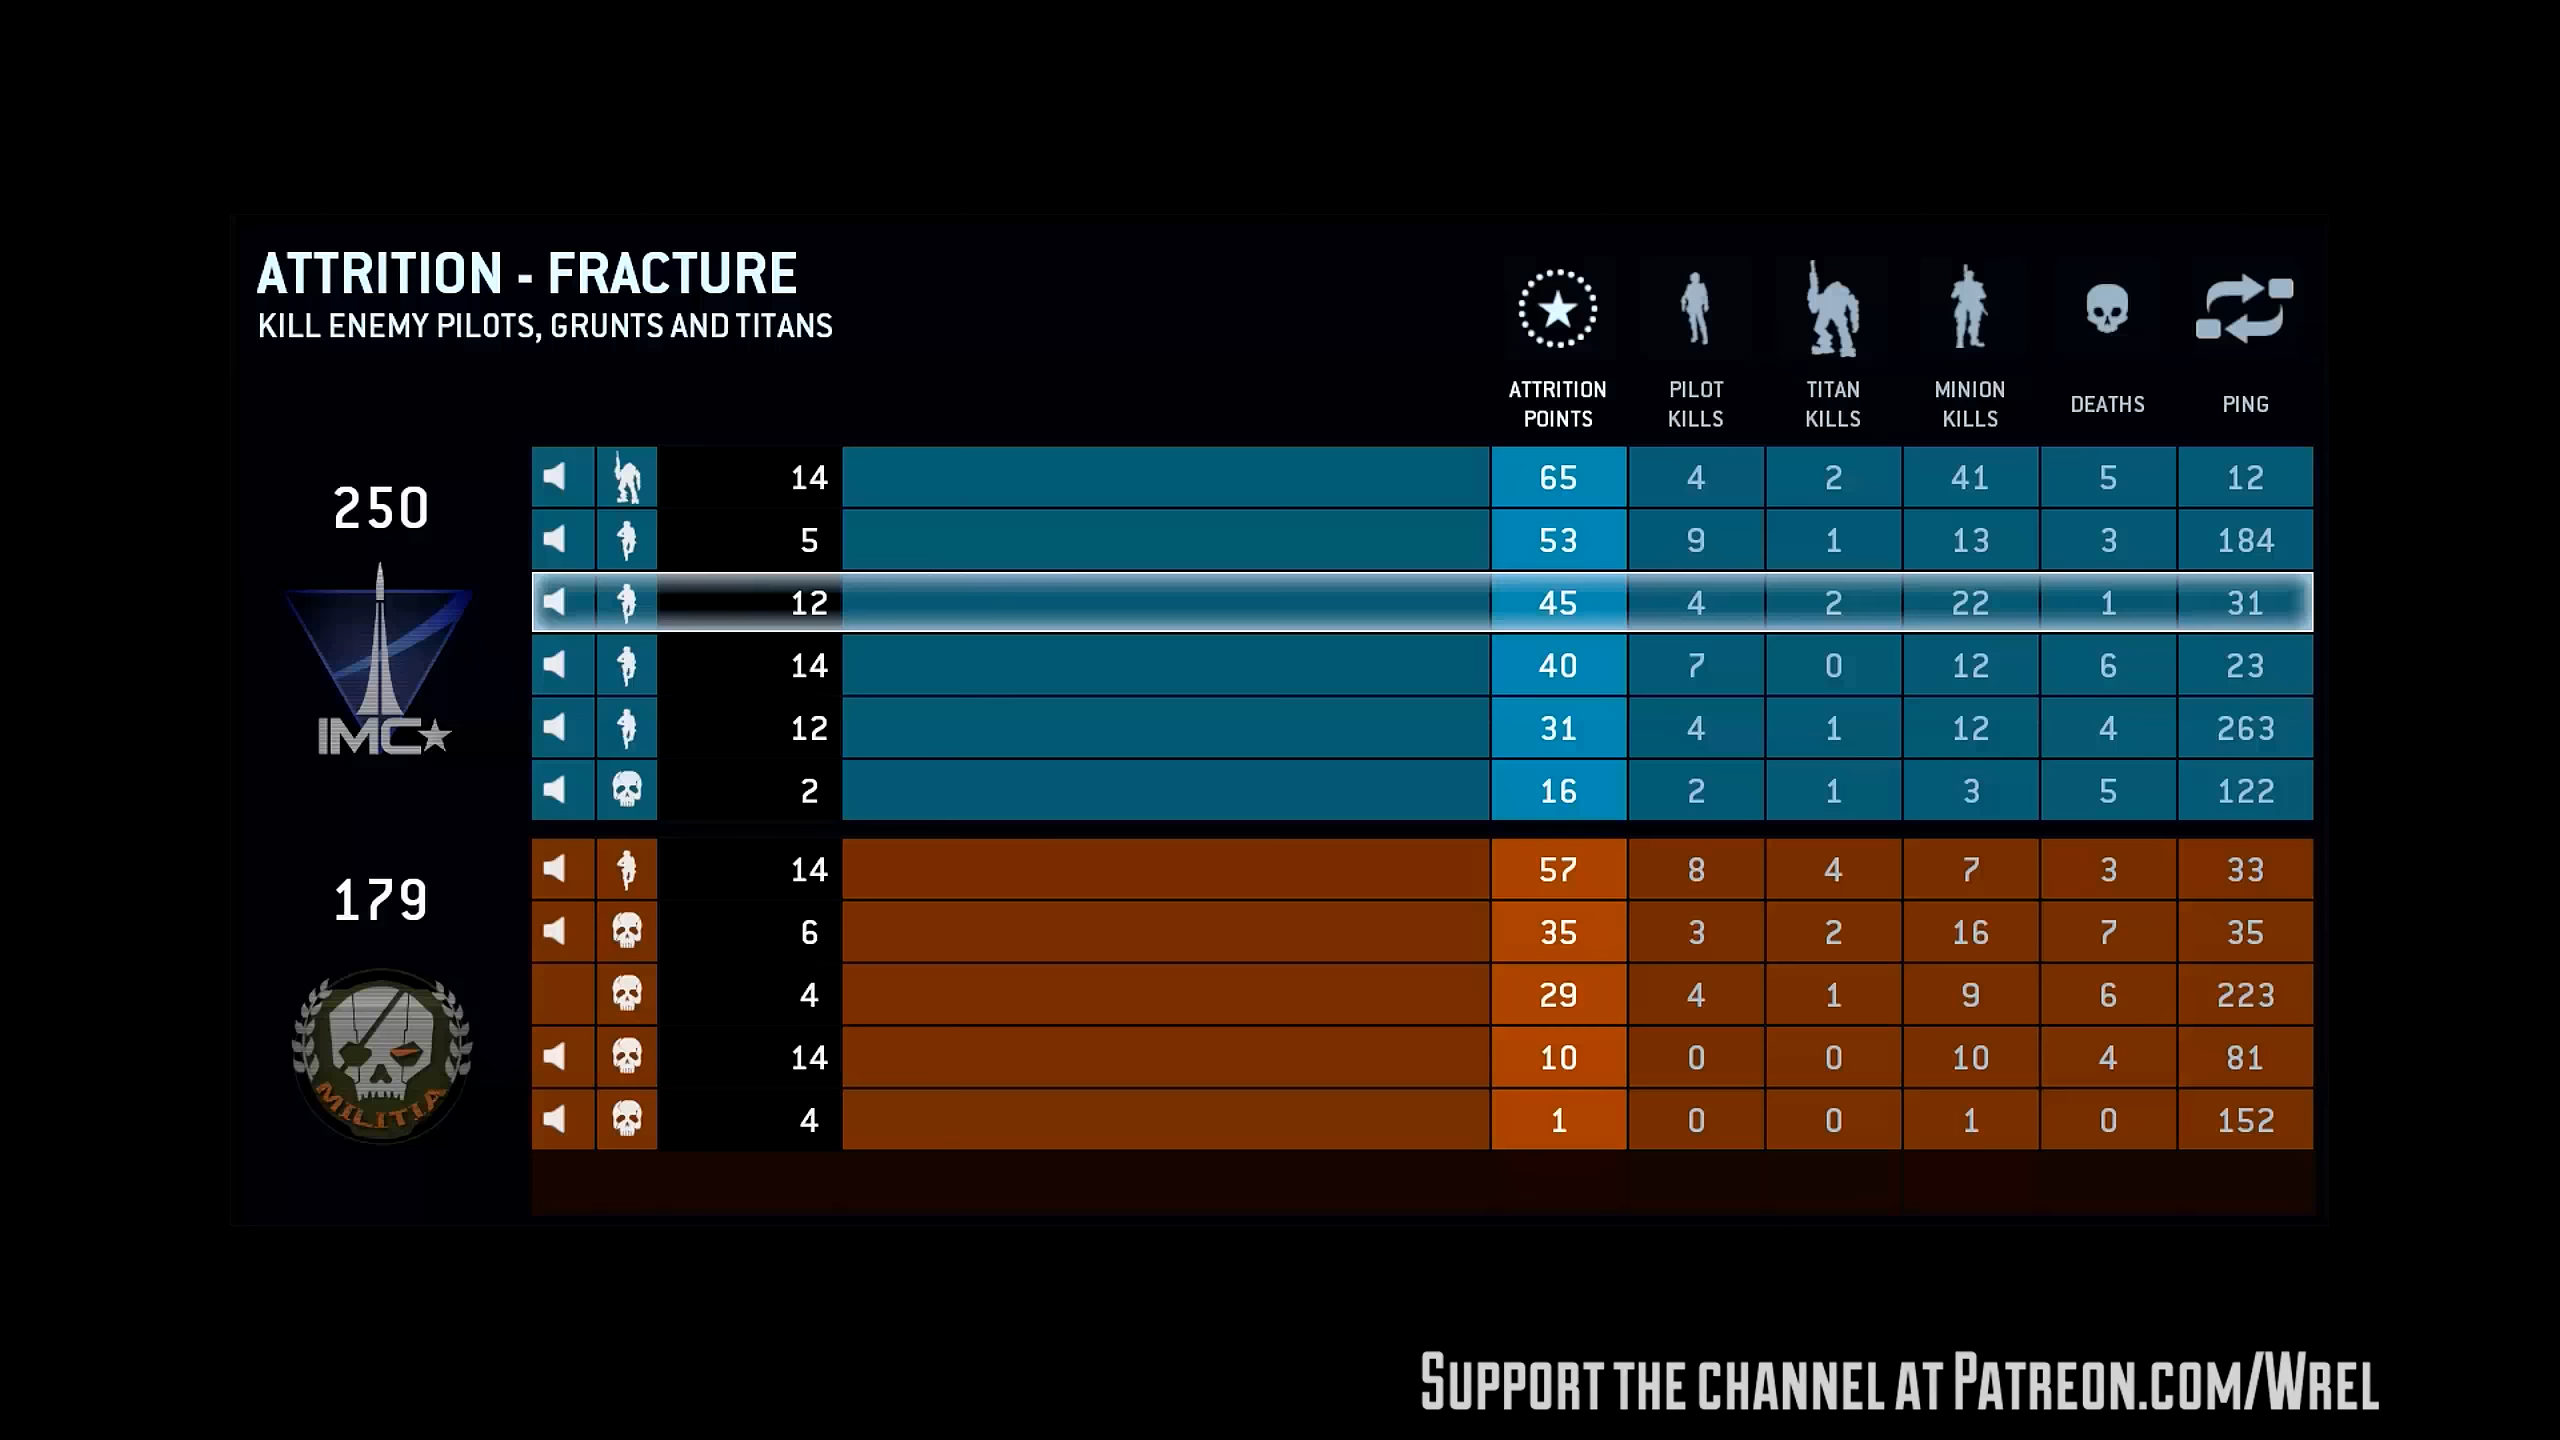 ATTRITION - FRACTURE
KILL ENEMY PILOTS, GRUNTS AND TITANS
ATTRITION POINTS PILOT KILLS TITAN KILLS MINION KILLS DEATHS PING
250
IMC
14 65 4 2 41 5 12
5 53 9 1 13 3 184
12 45 4 2 22 1 31
14 40 7 0 12 6 23
12 31 4 1 12 4 263
2 16 2 1 3 5 122
179
MILITIA
14 57 8 4 7 3 33
6 35 3 2 16 7 35
4 29 4 1 9 6 223
14 10 0 0 10 4 81
4 1 0 0 1 0 152
SUPPORT THE CHANNEL AT PATREON.COM/WREL